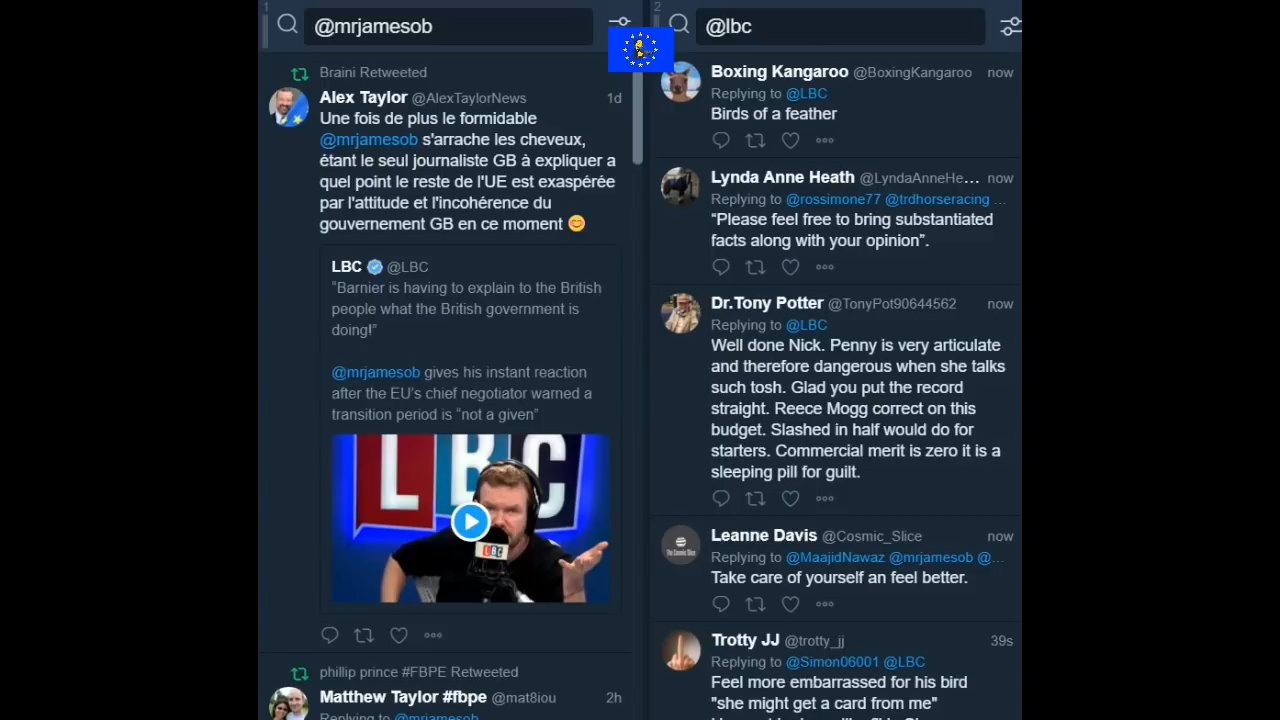 1
@mrjamesob
Braini Retweeted
Alex Taylor @AlexTaylorNews 1d
Une fois de plus le formidable
@mrjamesob s'arrache les cheveux,
étant le seul journaliste GB à expliquer a
quel point le reste de l'UE est exaspérée
par l'attitude et l'incohérence du
gouvernement GB en ce moment 😊
LBC @LBC
"Barnier is having to explain to the British
people what the British government is
doing!"
@mrjamesob gives his instant reaction
after the EU's chief negotiator warned a
transition period is "not a given"
LBC
LBC
phillip prince #FBPE Retweeted
Matthew Taylor #fbpe @mat8iou 2h
Replying to @mrjamesob
2
@lbc
Boxing Kangaroo @BoxingKangaroo now
Replying to @LBC
Birds of a feather
Lynda Anne Heath @LyndaAnneHe... now
Replying to @rossimone77 @trdhorseracing ...
“Please feel free to bring substantiated
facts along with your opinion”.
Dr.Tony Potter @TonyPot90644562 now
Replying to @LBC
Well done Nick. Penny is very articulate
and therefore dangerous when she talks
such tosh. Glad you put the record
straight. Reece Mogg correct on this
budget. Slashed in half would do for
starters. Commercial merit is zero it is a
sleeping pill for guilt.
The Cosmic Slice
Leanne Davis @Cosmic_Slice now
Replying to @MaajidNawaz @mrjamesob @...
Take care of yourself an feel better.
Trotty JJ @trotty_jj 39s
Replying to @Simon06001 @LBC
Feel more embarrassed for his bird
"she might get a card from me"